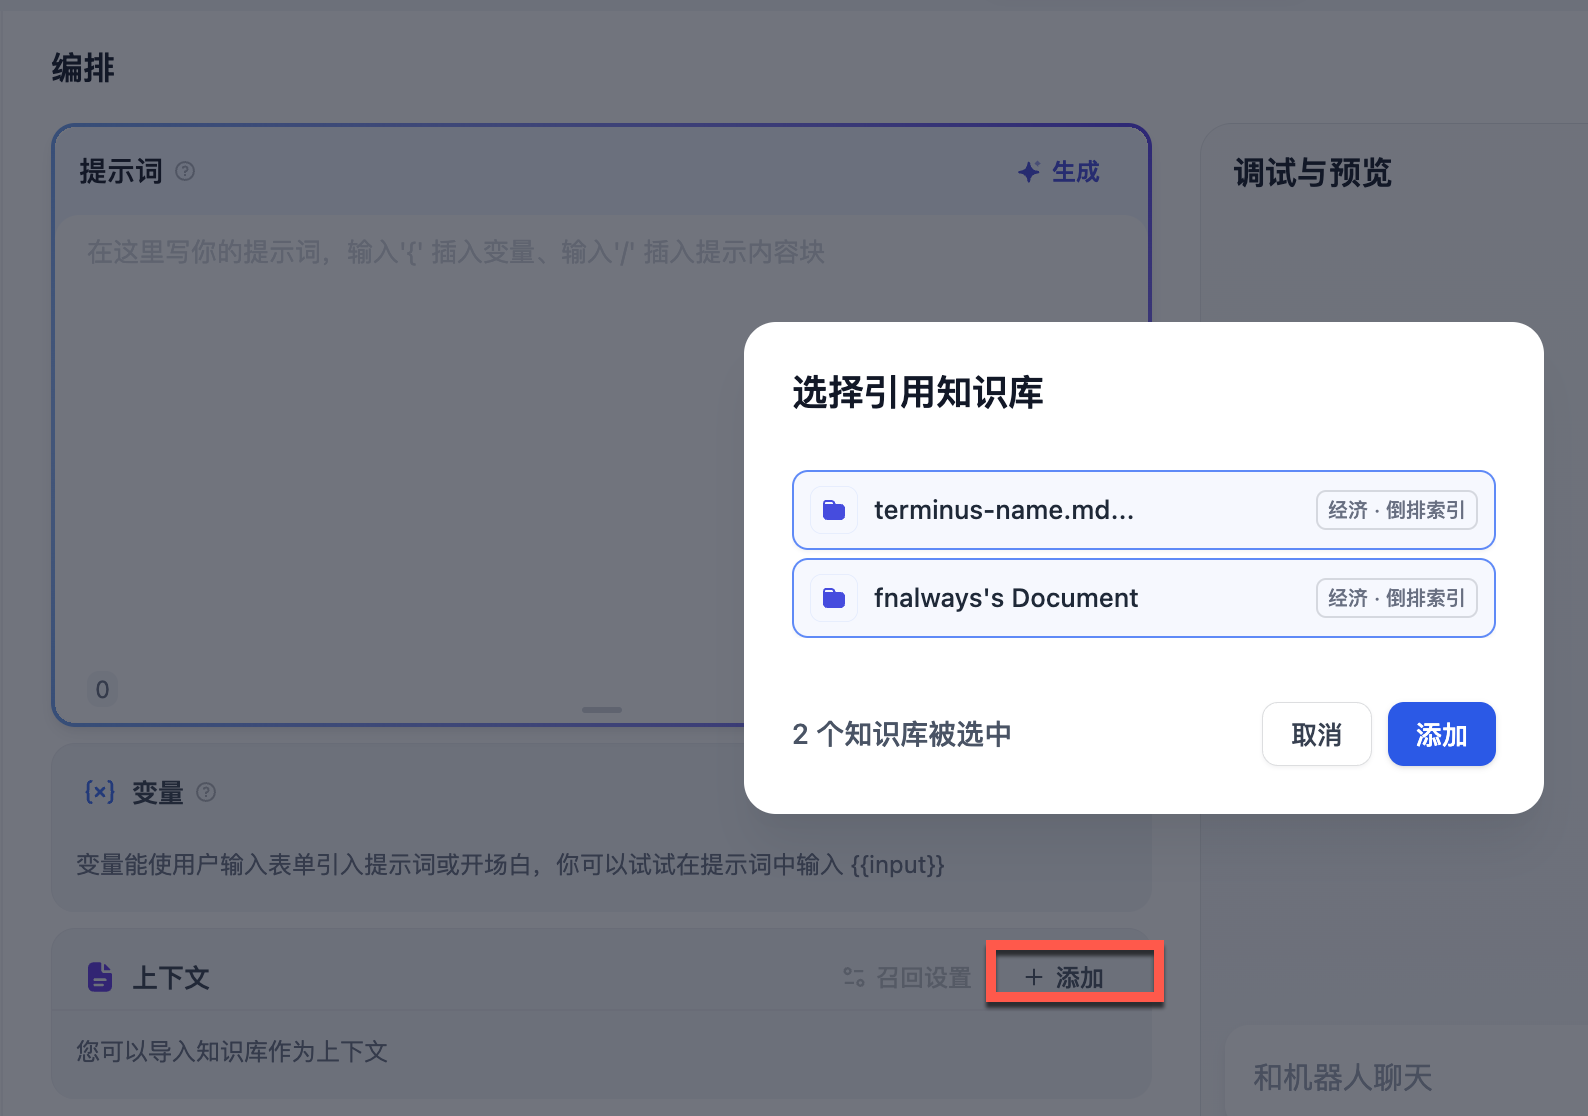 编排
提示词
生成
在这里写你的提示词，输入'{' 插入变量、输入'/' 插入提示内容块
0
调试与预览
选择引用知识库
terminus-name.md...
经济 · 倒排索引
fnalways's Document
经济 · 倒排索引
2 个知识库被选中
取消
添加
{x} 变量
变量能使用户输入表单引入提示词或开场白，你可以试试在提示词中输入 {{input}}
上下文
召回设置
+ 添加
您可以导入知识库作为上下文
和机器人聊天